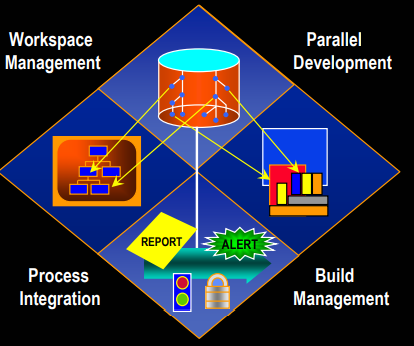 Workspace
Management
Parallel
Development
REPORT
ALERT
Process
Integration
Build
Management